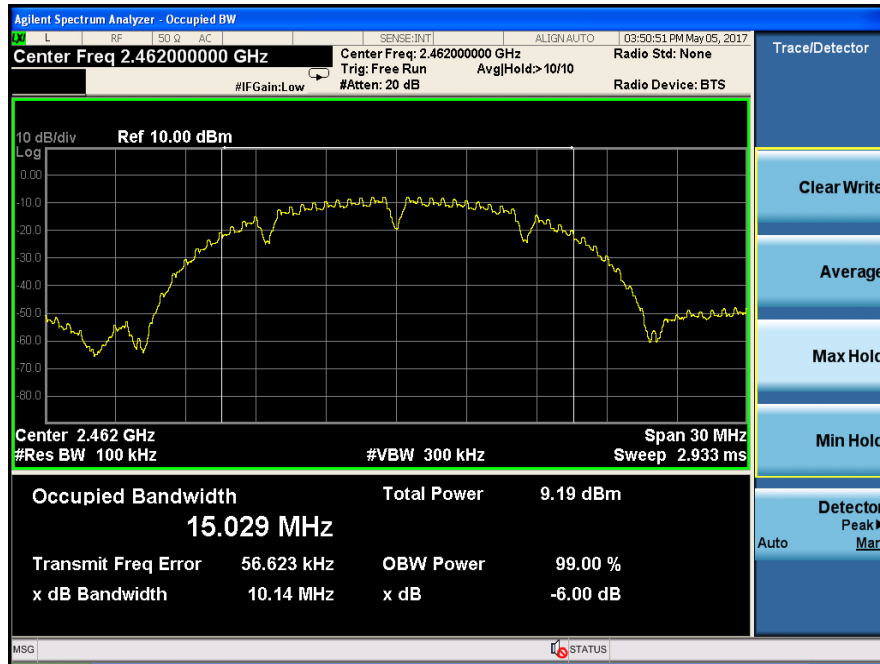 Agilent Spectrum Analyzer - Occupied BW
LXI L RF 50 Ω AC SENSE:INT ALIGN AUTO 03:50:51 PM May 05, 2017
Center Freq 2.462000000 GHz
Center Freq: 2.462000000 GHz
Radio Std: None
Trig: Free Run Avg|Hold:>10/10
#IFGain:Low
#Atten: 20 dB
Radio Device: BTS
Trace/Detector
10 dB/div Ref 10.00 dBm
Log
0.00
-10.0
-20.0
-30.0
-40.0
-50.0
-60.0
-70.0
-80.0
Center 2.462 GHz Span 30 MHz
#Res BW 100 kHz #VBW 300 kHz Sweep 2.933 ms
Occupied Bandwidth Total Power 9.19 dBm
15.029 MHz
Transmit Freq Error 56.623 kHz OBW Power 99.00 %
x dB Bandwidth 10.14 MHz x dB -6.00 dB
Clear Write
Average
Max Hold
Min Hold
Detector
Peak
Auto Man
MSG STATUS